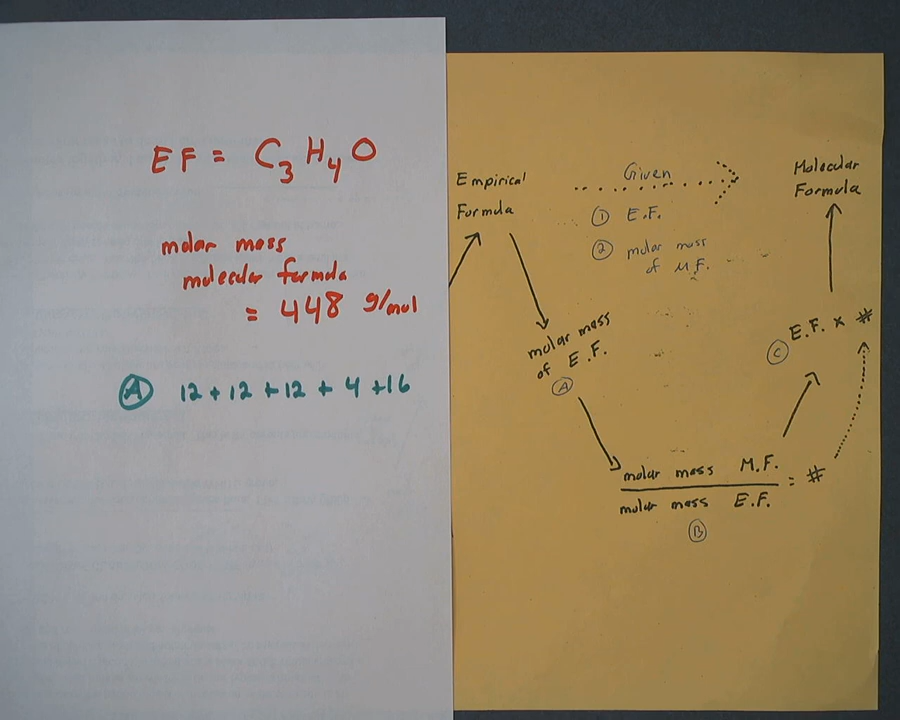 EF = C₃H₄O
molar mass
molecular formula
= 448 g/mol
Ⓐ 12 + 12 + 12 + 4 + 16
Empirical
Formula
Given
① E.F.
② molar mass
of M.F.
Molecular
Formula
molar mass
of E.F.
Ⓐ
molar mass M.F.
molar mass E.F.
= #
Ⓑ
Ⓒ E.F. x #